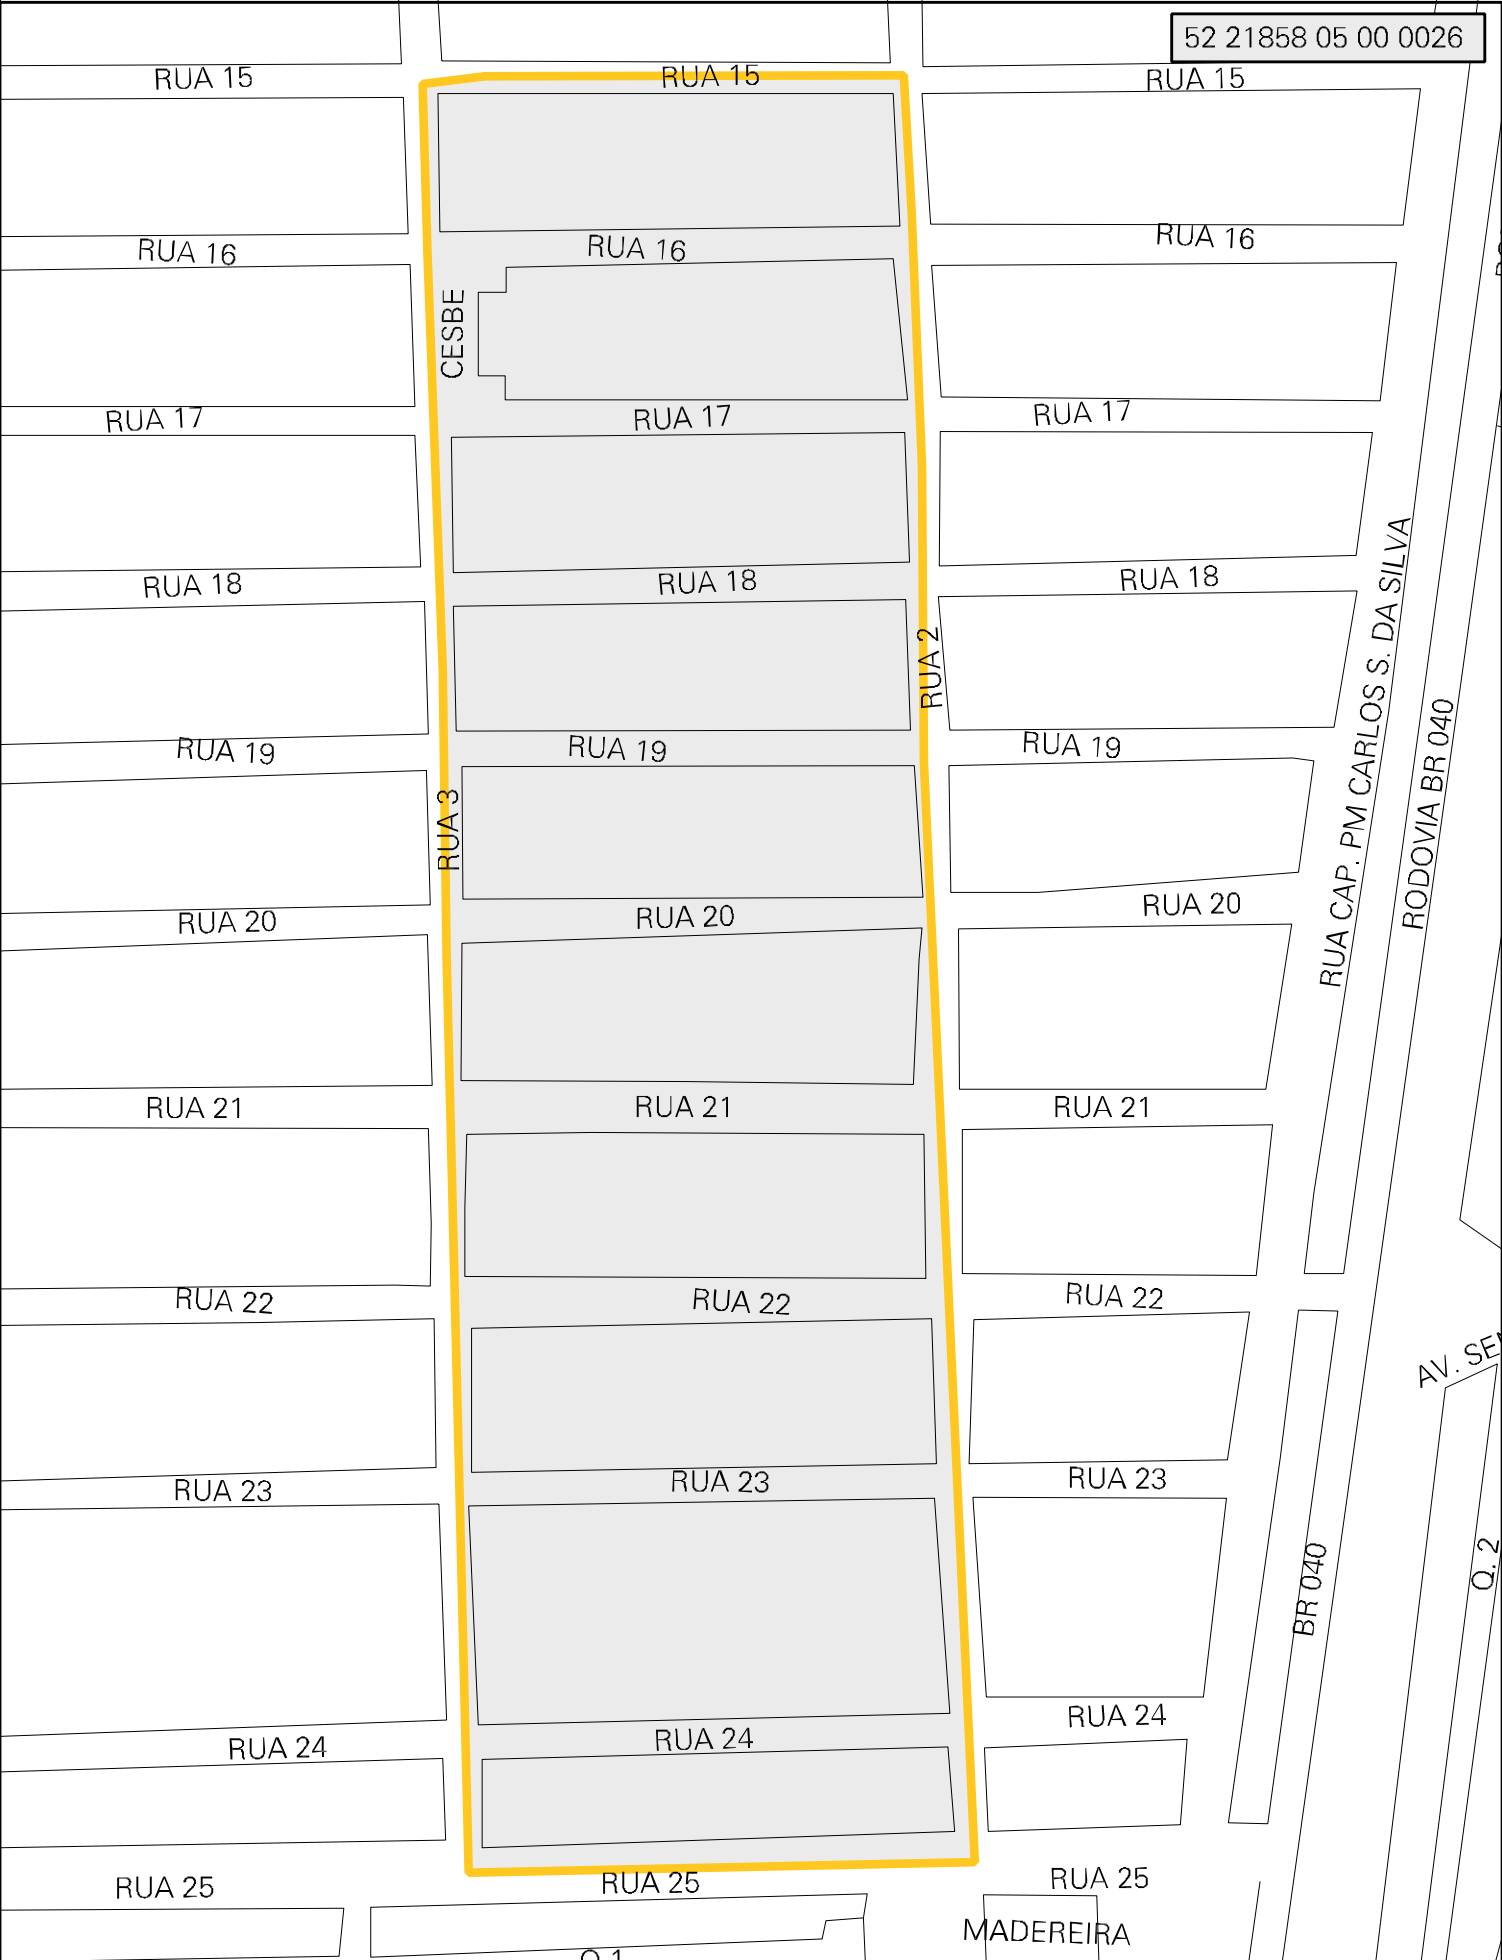 52 21858 05 00 0026
RUA 15
RUA 15
RUA 15
RUA 16
RUA 16
RUA 16
CESBE
RUA 17
RUA 17
RUA 17
RUA 18
RUA 18
RUA 18
RUA 2
RUA CAP. PM CARLOS S. DA SILVA
RODOVIA BR 040
RUA 19
RUA 19
RUA 19
RUA 3
RUA 20
RUA 20
RUA 20
RUA 21
RUA 21
RUA 21
RUA 22
RUA 22
RUA 22
AV. SE
RUA 23
RUA 23
RUA 23
BR 040
Q. 2
RUA 24
RUA 24
RUA 24
RUA 25
RUA 25
RUA 25
MADEREIRA